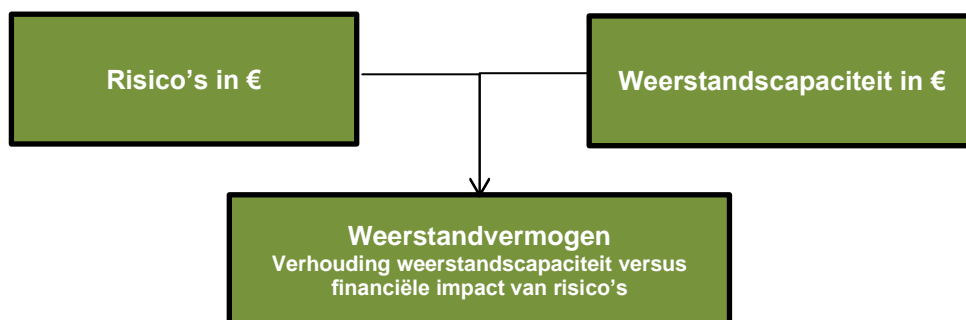 Risico’s in €
Weerstandscapaciteit in €
Weerstandvermogen
Verhouding weerstandscapaciteit versus
financiële impact van risico’s